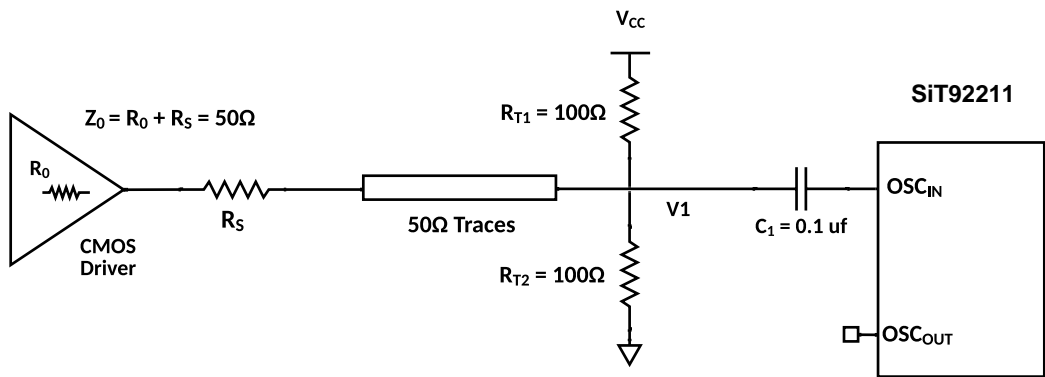 V_CC
SiT92211
Z_0 = R_0 + R_S = 50Ω
R_T1 = 100Ω
R_0
OSC_IN
R_S
50Ω Traces
V1
C_1 = 0.1 uf
CMOS
Driver
R_T2 = 100Ω
OSC_OUT